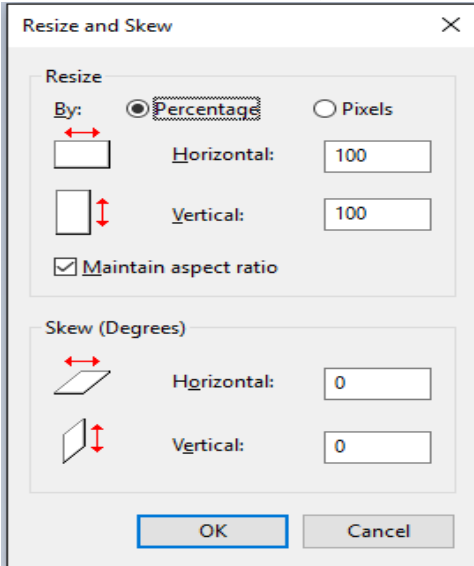 Resize and Skew
Resize
By: Percentage Pixels
Horizontal: 100
Vertical: 100
Maintain aspect ratio
Skew (Degrees)
Horizontal: 0
Vertical: 0
OK Cancel